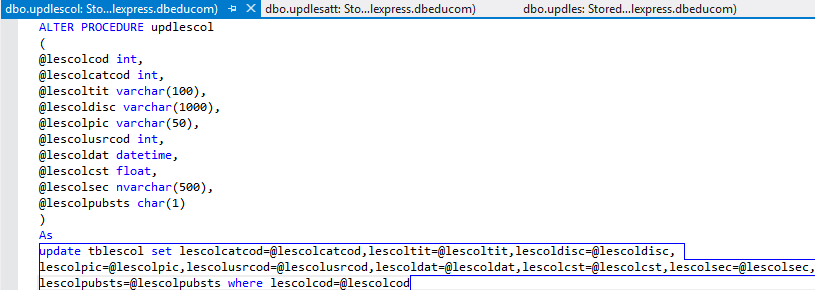 dbo.updlescol: Sto...lexpress.dbeducom) dbo.updlesatt: Sto...lexpress.dbeducom) dbo.updles: Stored...lexpress.dbeducom)
ALTER PROCEDURE updlescol
(
@lescolcod int,
@lescolcatcod int,
@lescoltit varchar(100),
@lescoldisc varchar(1000),
@lescolpic varchar(50),
@lescolusrcod int,
@lescoldat datetime,
@lescolcst float,
@lescolsec nvarchar(500),
@lescolpubsts char(1)
)
As
update tblescol set lescolcatcod=@lescolcatcod,lescoltit=@lescoltit,lescoldisc=@lescoldisc,
lescolpic=@lescolpic,lescolusrcod=@lescolusrcod,lescoldat=@lescoldat,lescolcst=@lescolcst,lescolsec=@lescolsec,
lescolpubsts=@lescolpubsts where lescolcod=@lescolcod